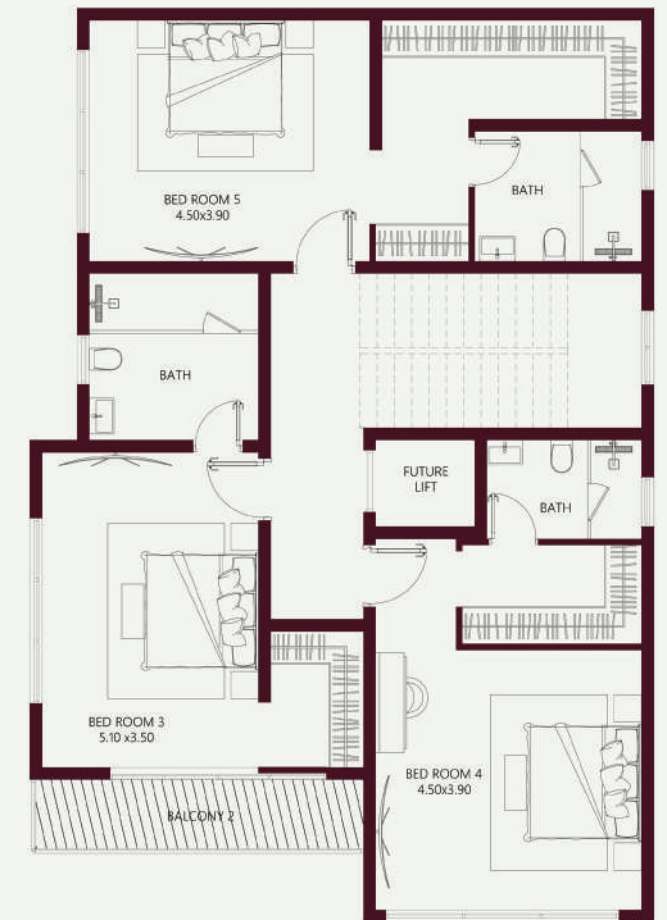 BED ROOM 5
4.50x3.90
BATH
BATH
FUTURE
LIFT
BATH
BED ROOM 3
5.10 x3.50
BED ROOM 4
4.50x3.90
BALCONY 2